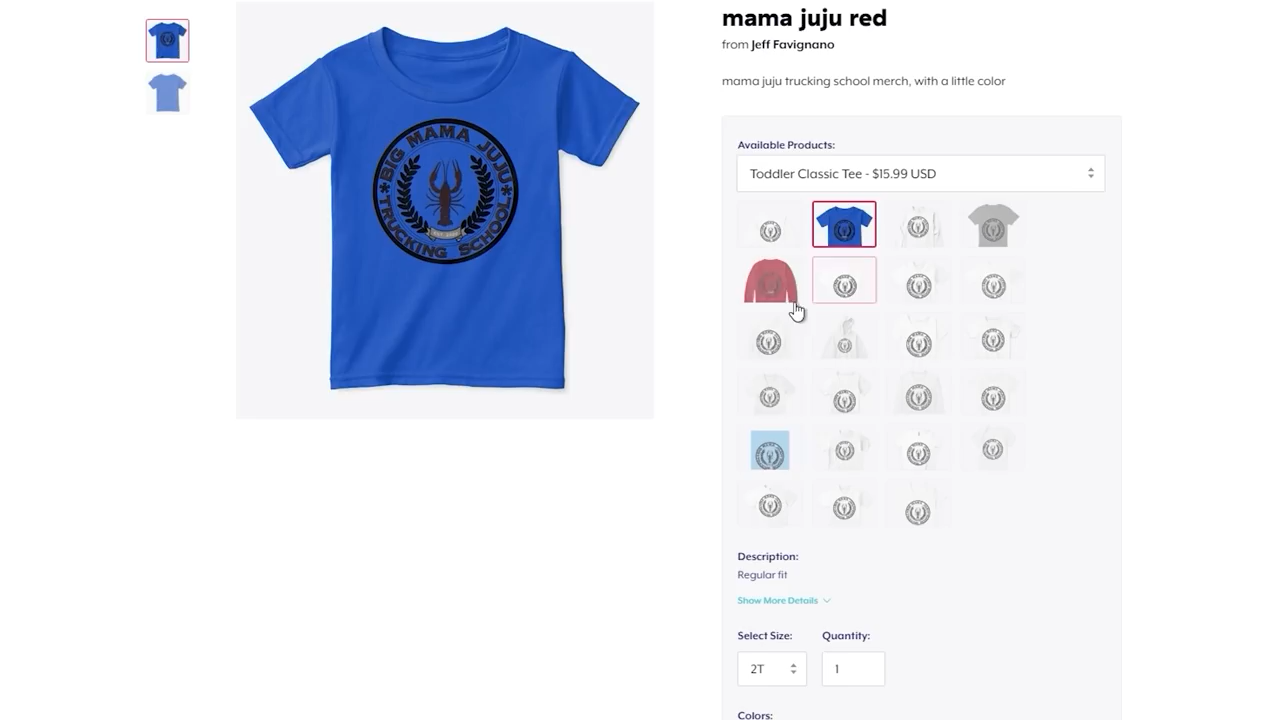 mama juju red
from Jeff Favignano
mama juju trucking school merch, with a little color
BIG MAMA JUJU
TRUCKING SCHOOL
Available Products:
Toddler Classic Tee - $15.99 USD
Description:
Regular fit
Show More Details
Select Size:
Quantity:
2T
1
Colors: